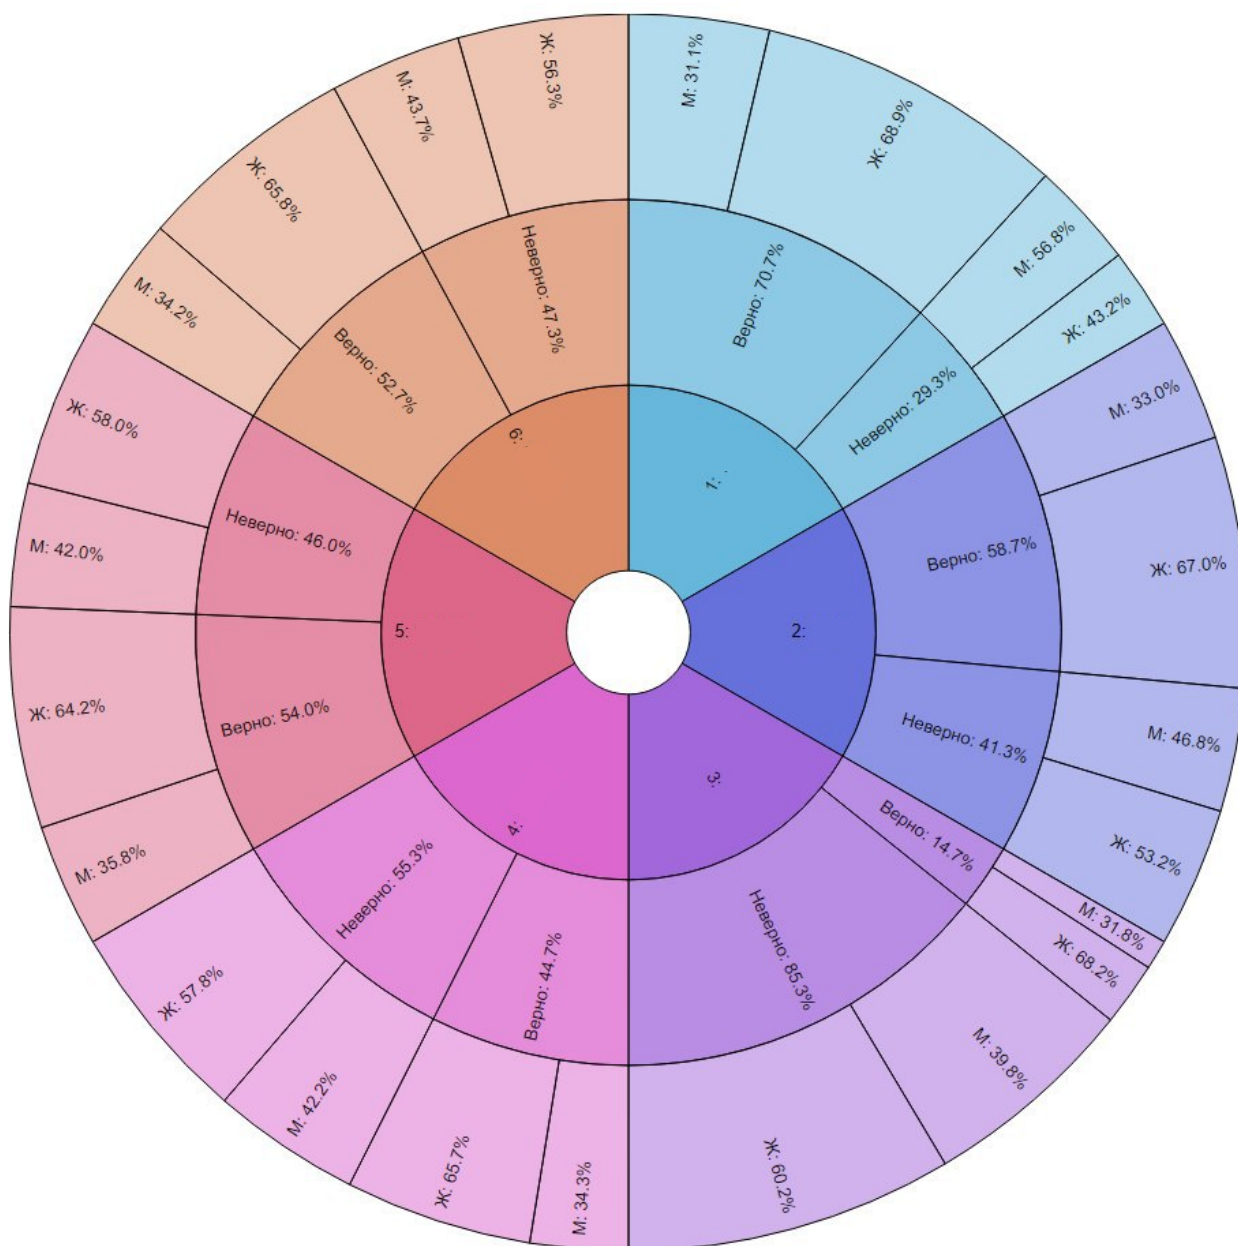 1:
Верно: 70.7%
М: 31.1%
Ж: 68.9%
Неверно: 29.3%
М: 56.8%
Ж: 43.2%
2:
Верно: 58.7%
М: 33.0%
Ж: 67.0%
Неверно: 41.3%
М: 46.8%
Ж: 53.2%
3:
Верно: 14.7%
М: 31.8%
Ж: 68.2%
Неверно: 85.3%
М: 39.8%
Ж: 60.2%
4:
Верно: 44.7%
М: 34.3%
Ж: 65.7%
Неверно: 55.3%
М: 42.2%
Ж: 57.8%
5:
Верно: 54.0%
М: 35.8%
Ж: 64.2%
Неверно: 46.0%
М: 42.0%
Ж: 58.0%
6:
Верно: 52.7%
М: 34.2%
Ж: 65.8%
Неверно: 47.3%
М: 43.7%
Ж: 56.3%